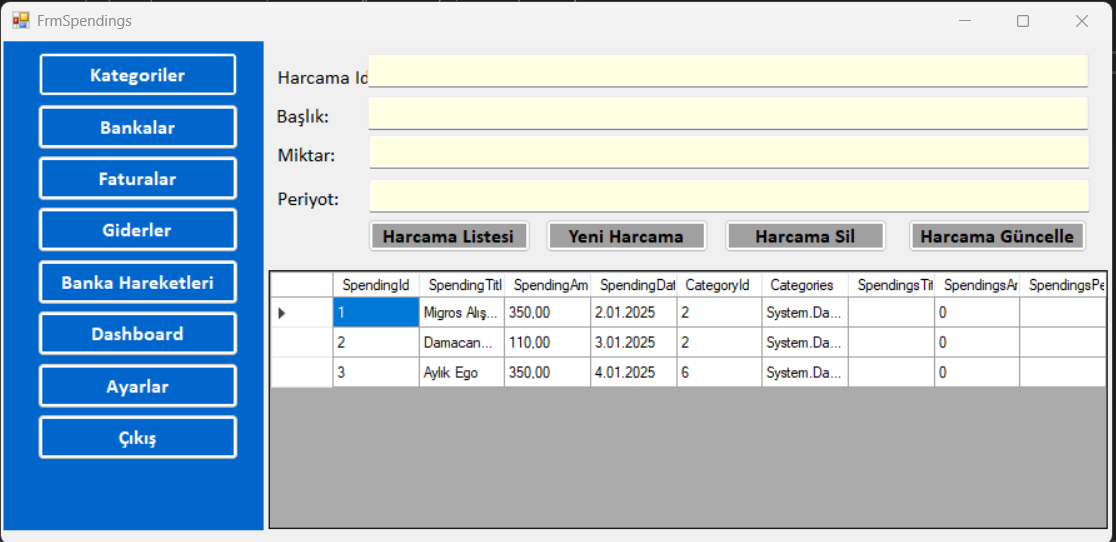 FrmSpendings
Kategoriler
Bankalar
Faturalar
Giderler
Banka Hareketleri
Dashboard
Ayarlar
Çıkış
Harcama Id
Başlık:
Miktar:
Periyot:
Harcama Listesi Yeni Harcama Harcama Sil Harcama Güncelle
SpendingId SpendingTitl SpendingAm SpendingDat CategoryId Categories SpendingsTit SpendingsAr SpendingsPe
1 Migros Alış... 350,00 2.01.2025 2 System.Da... 0
2 Damacan... 110,00 3.01.2025 2 System.Da... 0
3 Aylık Ego 350,00 4.01.2025 6 System.Da... 0